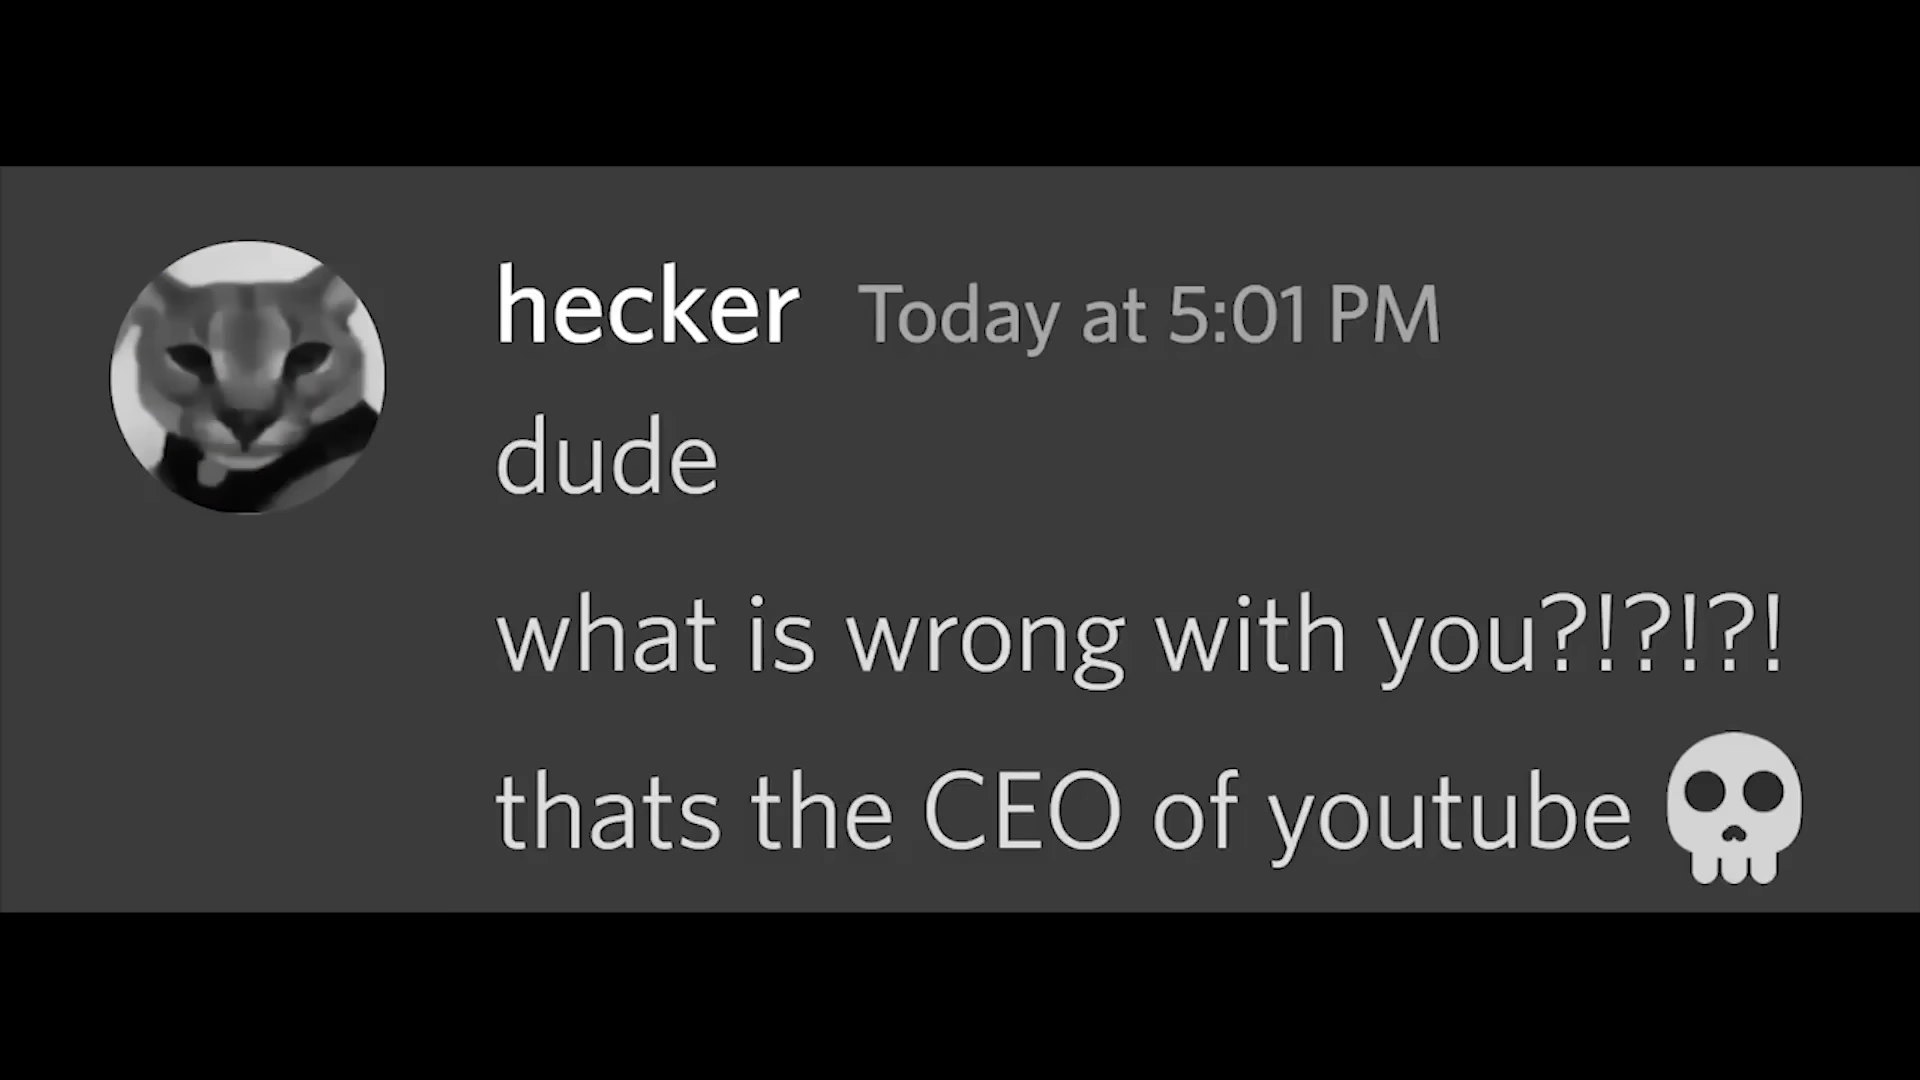 hecker Today at 5:01 PM
dude
what is wrong with you?!?!?!
thats the CEO of youtube 💀